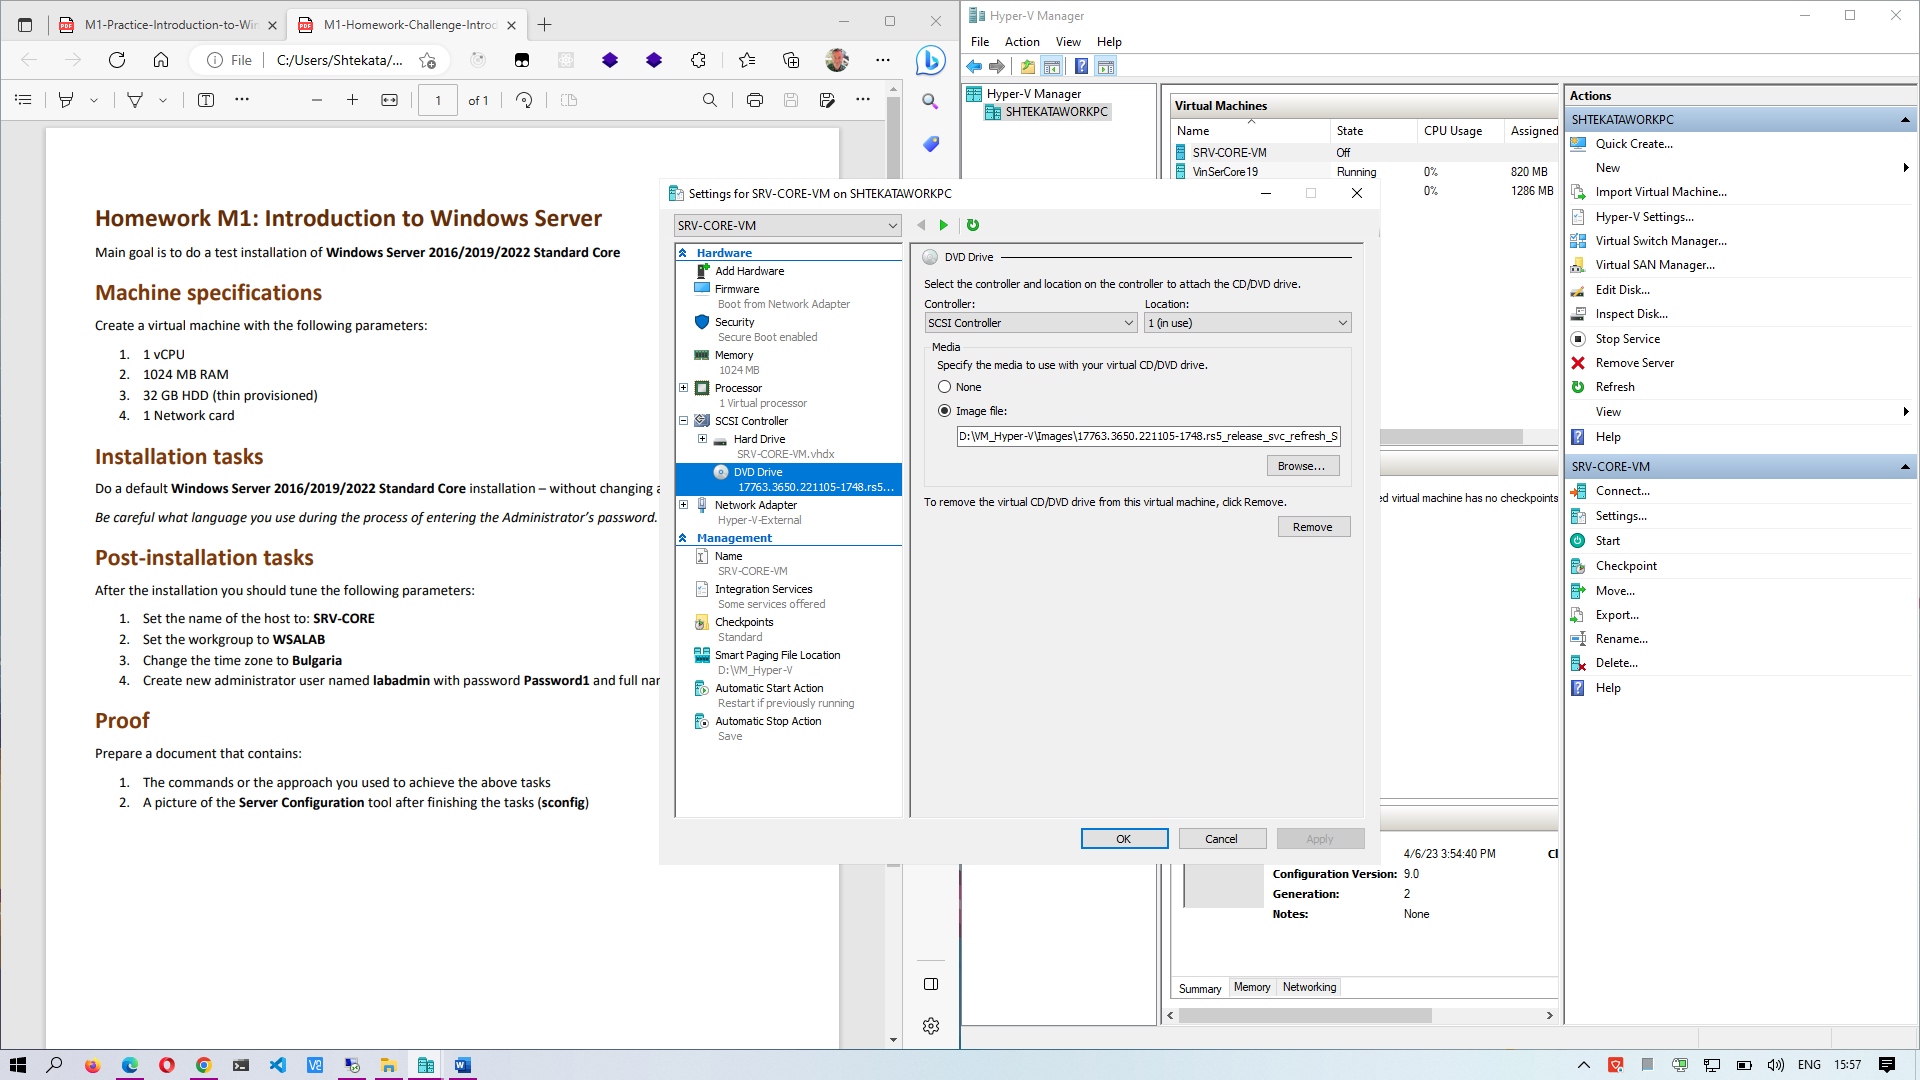 M1-Practice-Introduction-to-Win
M1-Homework-Challenge-Introd
File
C:/Users/Shtekata/...
1
of 1
Homework M1: Introduction to Windows Server
Main goal is to do a test installation of Windows Server 2016/2019/2022 Standard Core
Machine specifications
Create a virtual machine with the following parameters:
1. 1 vCPU
2. 1024 MB RAM
3. 32 GB HDD (thin provisioned)
4. 1 Network card
Installation tasks
Do a default Windows Server 2016/2019/2022 Standard Core installation – without changing a
Be careful what language you use during the process of entering the Administrator's password.
Post-installation tasks
After the installation you should tune the following parameters:
1. Set the name of the host to: SRV-CORE
2. Set the workgroup to WSALAB
3. Change the time zone to Bulgaria
4. Create new administrator user named labadmin with password Password1 and full nan
Proof
Prepare a document that contains:
1. The commands or the approach you used to achieve the above tasks
2. A picture of the Server Configuration tool after finishing the tasks (sconfig)
Hyper-V Manager
File Action View Help
Hyper-V Manager
SHTEKATAWORKPC
Virtual Machines
Name State CPU Usage Assigned
SRV-CORE-VM Off
VinSerCore19 Running 0% 820 MB
0% 1286 MB
Settings for SRV-CORE-VM on SHTEKATAWORKPC
SRV-CORE-VM
Hardware
Add Hardware
Firmware
Boot from Network Adapter
Security
Secure Boot enabled
Memory
1024 MB
Processor
1 Virtual processor
SCSI Controller
Hard Drive
SRV-CORE-VM.vhdx
DVD Drive
17763.3650.221105-1748.rs5...
Network Adapter
Hyper-V-External
Management
Name
SRV-CORE-VM
Integration Services
Some services offered
Checkpoints
Standard
Smart Paging File Location
D:\VM_Hyper-V
Automatic Start Action
Restart if previously running
Automatic Stop Action
Save
DVD Drive
Select the controller and location on the controller to attach the CD/DVD drive.
Controller: Location:
SCSI Controller 1 (in use)
Media
Specify the media to use with your virtual CD/DVD drive.
None
Image file:
D:\VM_Hyper-V\Images\17763.3650.221105-1748.rs5_release_svc_refresh_S
Browse...
To remove the virtual CD/DVD drive from this virtual machine, click Remove.
Remove
OK Cancel Apply
ed virtual machine has no checkpoints
4/6/23 3:54:40 PM
Configuration Version: 9.0
Generation: 2
Notes: None
Summary Memory Networking
Actions
SHTEKATAWORKPC
Quick Create...
New
Import Virtual Machine...
Hyper-V Settings...
Virtual Switch Manager...
Virtual SAN Manager...
Edit Disk...
Inspect Disk...
Stop Service
Remove Server
Refresh
View
Help
SRV-CORE-VM
Connect...
Settings...
Start
Checkpoint
Move...
Export...
Rename...
Delete...
Help
ENG 15:57